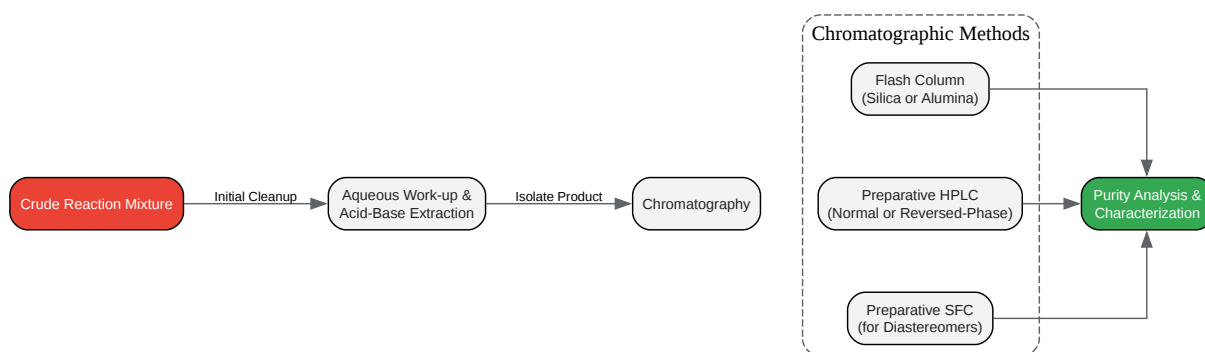 Crude Reaction Mixture
Initial Cleanup
Aqueous Work-up &
Acid-Base Extraction
Isolate Product
Chromatography
Chromatographic Methods
Flash Column
(Silica or Alumina)
Preparative HPLC
(Normal or Reversed-Phase)
Preparative SFC
(for Diastereomers)
Purity Analysis &
Characterization